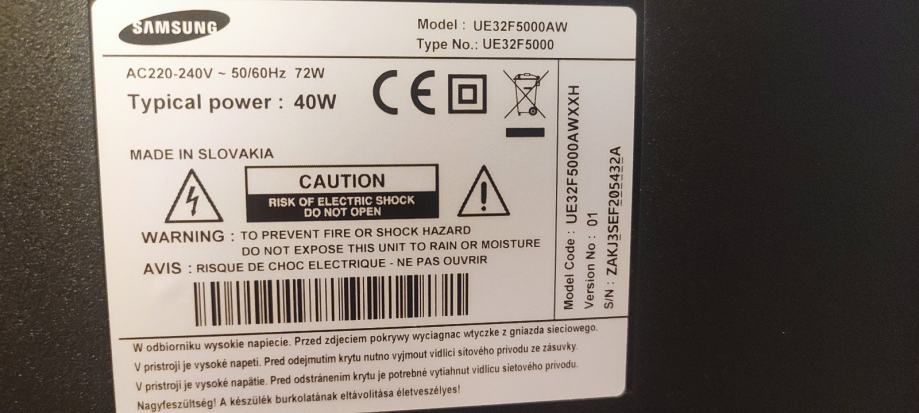 SAMSUNG
Model : UE32F5000AW
Type No.: UE32F5000
AC220-240V ~ 50/60Hz 72W
Typical power : 40W
MADE IN SLOVAKIA
CAUTION
RISK OF ELECTRIC SHOCK
DO NOT OPEN
WARNING : TO PREVENT FIRE OR SHOCK HAZARD
DO NOT EXPOSE THIS UNIT TO RAIN OR MOISTURE
AVIS : RISQUE DE CHOC ELECTRIQUE - NE PAS OUVRIR
Model Code : UE32F5000AWXXH
Version No : 01
S/N : ZAKJ3SEF205432A
W odbiorniku wysokie napiecie. Przed zdjeciem pokrywy wyciagnac wtyczke z gniazda sieciowego.
V pristroji je vysoké napeti. Pred odejmutim krytu nutno vyjmout vidlici sitového prívodu ze zásuvky.
V pristroji je vysoké napätie. Pred odstránením krytu je potrebné vytiahnut vidlicu sietového prívodu.
Nagyfeszültség! A készülék burkolatának eltávolítása életveszélyes!